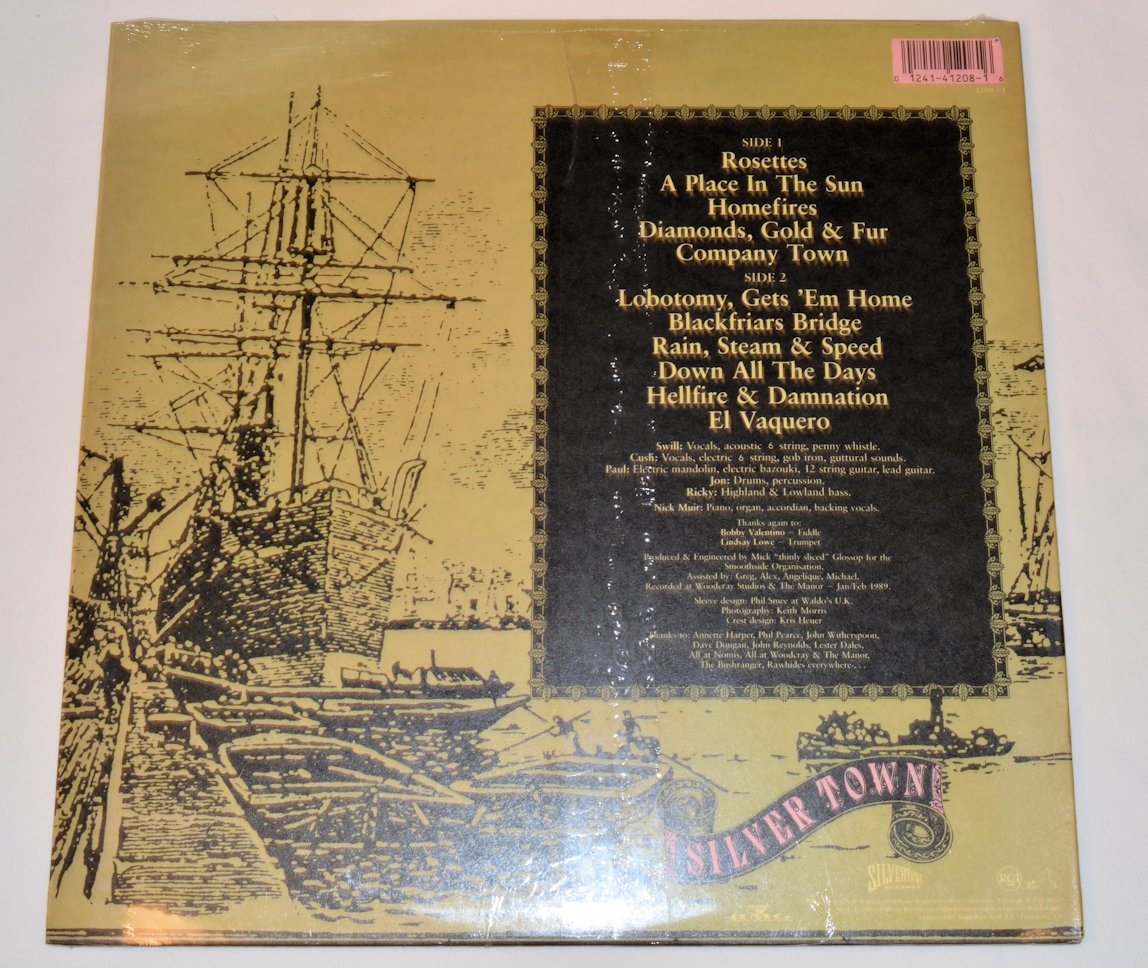 0 1241-41208-1 6
SIDE 1
Rosettes
A Place In The Sun
Homefires
Diamonds, Gold & Fur
Company Town
SIDE 2
Lobotomy, Gets 'Em Home
Blackfriars Bridge
Rain, Steam & Speed
Down All The Days
Hellfire & Damnation
El Vaquero
Swill: Vocals, acoustic 6 string, penny whistle.
Cush: Vocals, electric 6 string, gob iron, guttural sounds.
Paul: Electric mandolin, electric bazouki, 12 string guitar, lead guitar.
Jon: Drums, percussion.
Ricky: Highland & Lowland bass.
Nick Muir: Piano, organ, accordian, backing vocals.
Thanks again to:
Bobby Valentino – Fiddle
Lindsay Lowe – Trumpet
Produced & Engineered by Mick "thinly sliced" Glossop for the
Smoothside Organisation.
Assisted by: Greg, Alex, Angelique, Michael.
Recorded at Woodcray Studios & The Manor – Jan/Feb 1989.
Sleeve design: Phil Smee at Waldo's U.K.
Photography: Keith Morris
Crest design: Kris Heuer
Thanks to: Annette Harper, Phil Pearce, John Witherspoon,
Dave Dougan, John Reynolds, Lester Dales,
All at Nomis, All at Woodcray & The Manor,
The Bushranger, Rawhides everywhere . . .
SILVER TOWN
SILVERTONE
RECORDS
RCA
BMG